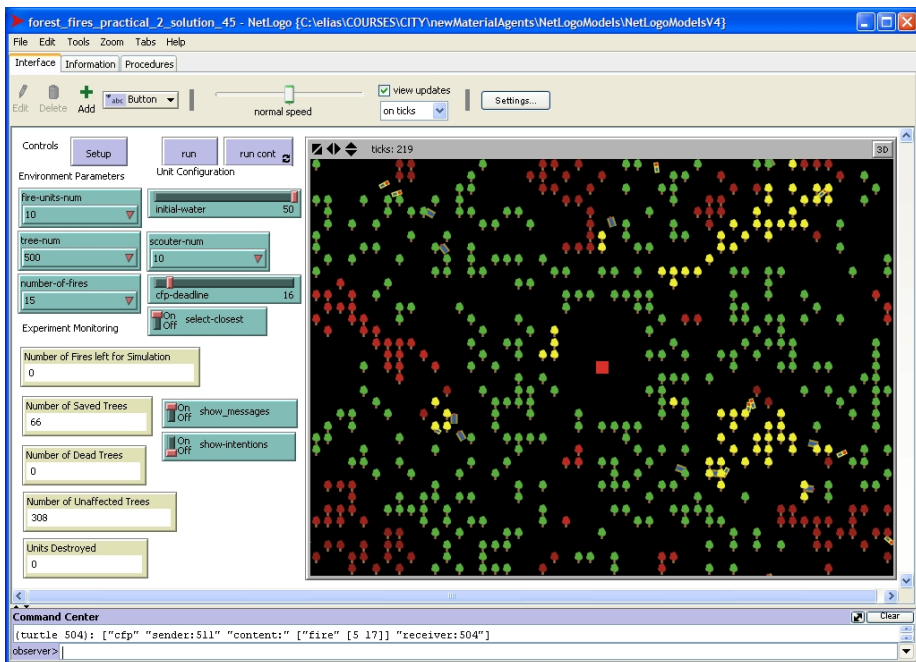 forest_fires_practical_2_solution_45 - NetLogo {C:\elias\COURSES\CITY\newMaterialAgents\NetLogoModels\NetLogoModelsV4}
File Edit Tools Zoom Tabs Help
Interface Information Procedures
Edit Delete Add abc Button normal speed view updates on ticks Settings...
Controls Setup run run cont ticks: 219 3D
Environment Parameters Unit Configuration
fire-units-num
10
initial-water 50
tree-num
500
scouter-num
10
number-of-fires
15
cfp-deadline 16
On
Off select-closest
Experiment Monitoring
Number of Fires left for Simulation
0
Number of Saved Trees
66
On
Off show_messages
On
Off show-intentions
Number of Dead Trees
0
Number of Unaffected Trees
308
Units Destroyed
0
Command Center Clear
(turtle 504): ["cfp" "sender:511" "content:" ["fire" [5 17]] "receiver:504"]
observer>